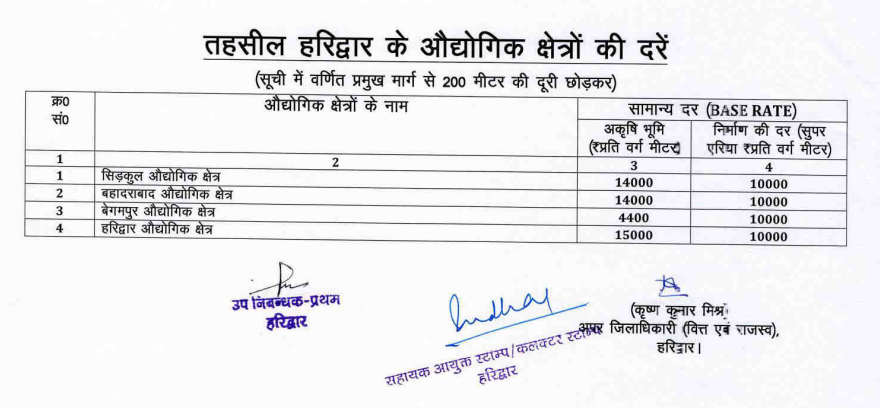 तहसील हरिद्वार के औद्योगिक क्षेत्रों की दरें
(सूची में वर्णित प्रमुख मार्ग से 200 मीटर की दूरी छोड़कर)
क्र0 सं0 औद्योगिक क्षेत्रों के नाम सामान्य दर (BASE RATE)
अकृषि भूमि (₹प्रति वर्ग मीटर) निर्माण की दर (सुपर एरिया ₹प्रति वर्ग मीटर)
1 2 3 4
1 सिड़कुल औद्योगिक क्षेत्र 14000 10000
2 बहादराबाद औद्योगिक क्षेत्र 14000 10000
3 बेगमपुर औद्योगिक क्षेत्र 4400 10000
4 हरिद्वार औद्योगिक क्षेत्र 15000 10000
उप निबन्धक-प्रथम
हरिद्वार
सहायक आयुक्त स्टाम्प/कलक्टर स्टाम्प
हरिद्वार
(कृष्ण कुमार मिश्र)
अपर जिलाधिकारी (वित्त एवं राजस्व),
हरिद्वार।